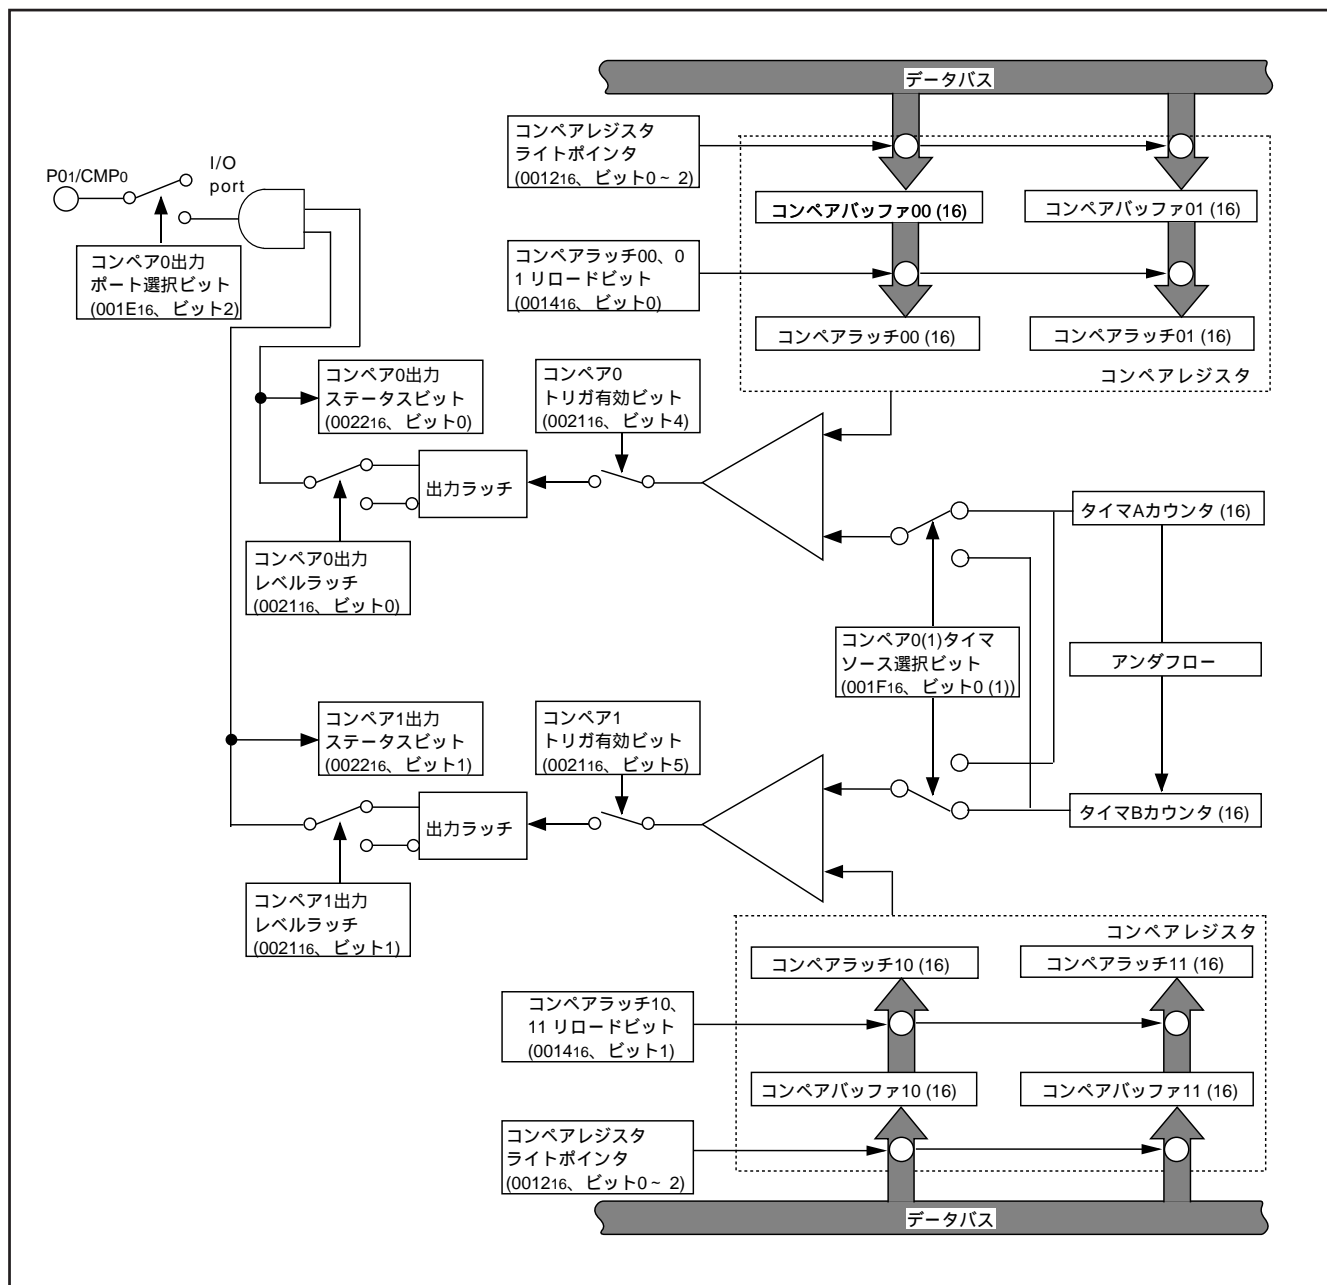 データバス
コンペアレジスタ
ライトポインタ
(001216、ビット0 ~ 2)
I/O
port
P01/CMP0
コンペアバッファ00 (16)
コンペアバッファ01 (16)
コンペア0出力
ポート選択ビット
(001E16、ビット2)
コンペアラッチ00、0
1 リロードビット
(001416、ビット0)
コンペアラッチ00 (16)
コンペアラッチ01 (16)
コンペアレジスタ
コンペア0出力
ステータスビット
(002216、ビット0)
コンペア0
トリガ有効ビット
(002116、ビット4)
出力ラッチ
タイマAカウンタ (16)
コンペア0出力
レベルラッチ
(002116、ビット0)
コンペア0(1)タイマ
ソース選択ビット
(001F16、ビット0 (1))
アンダフロー
コンペア1出力
ステータスビット
(002216、ビット1)
コンペア1
トリガ有効ビット
(002116、ビット5)
出力ラッチ
タイマBカウンタ (16)
コンペア1出力
レベルラッチ
(002116、ビット1)
コンペアレジスタ
コンペアラッチ10 (16)
コンペアラッチ11 (16)
コンペアラッチ10、
11 リロードビット
(001416、ビット1)
コンペアバッファ10 (16)
コンペアバッファ11 (16)
コンペアレジスタ
ライトポインタ
(001216、ビット0 ~ 2)
データバス